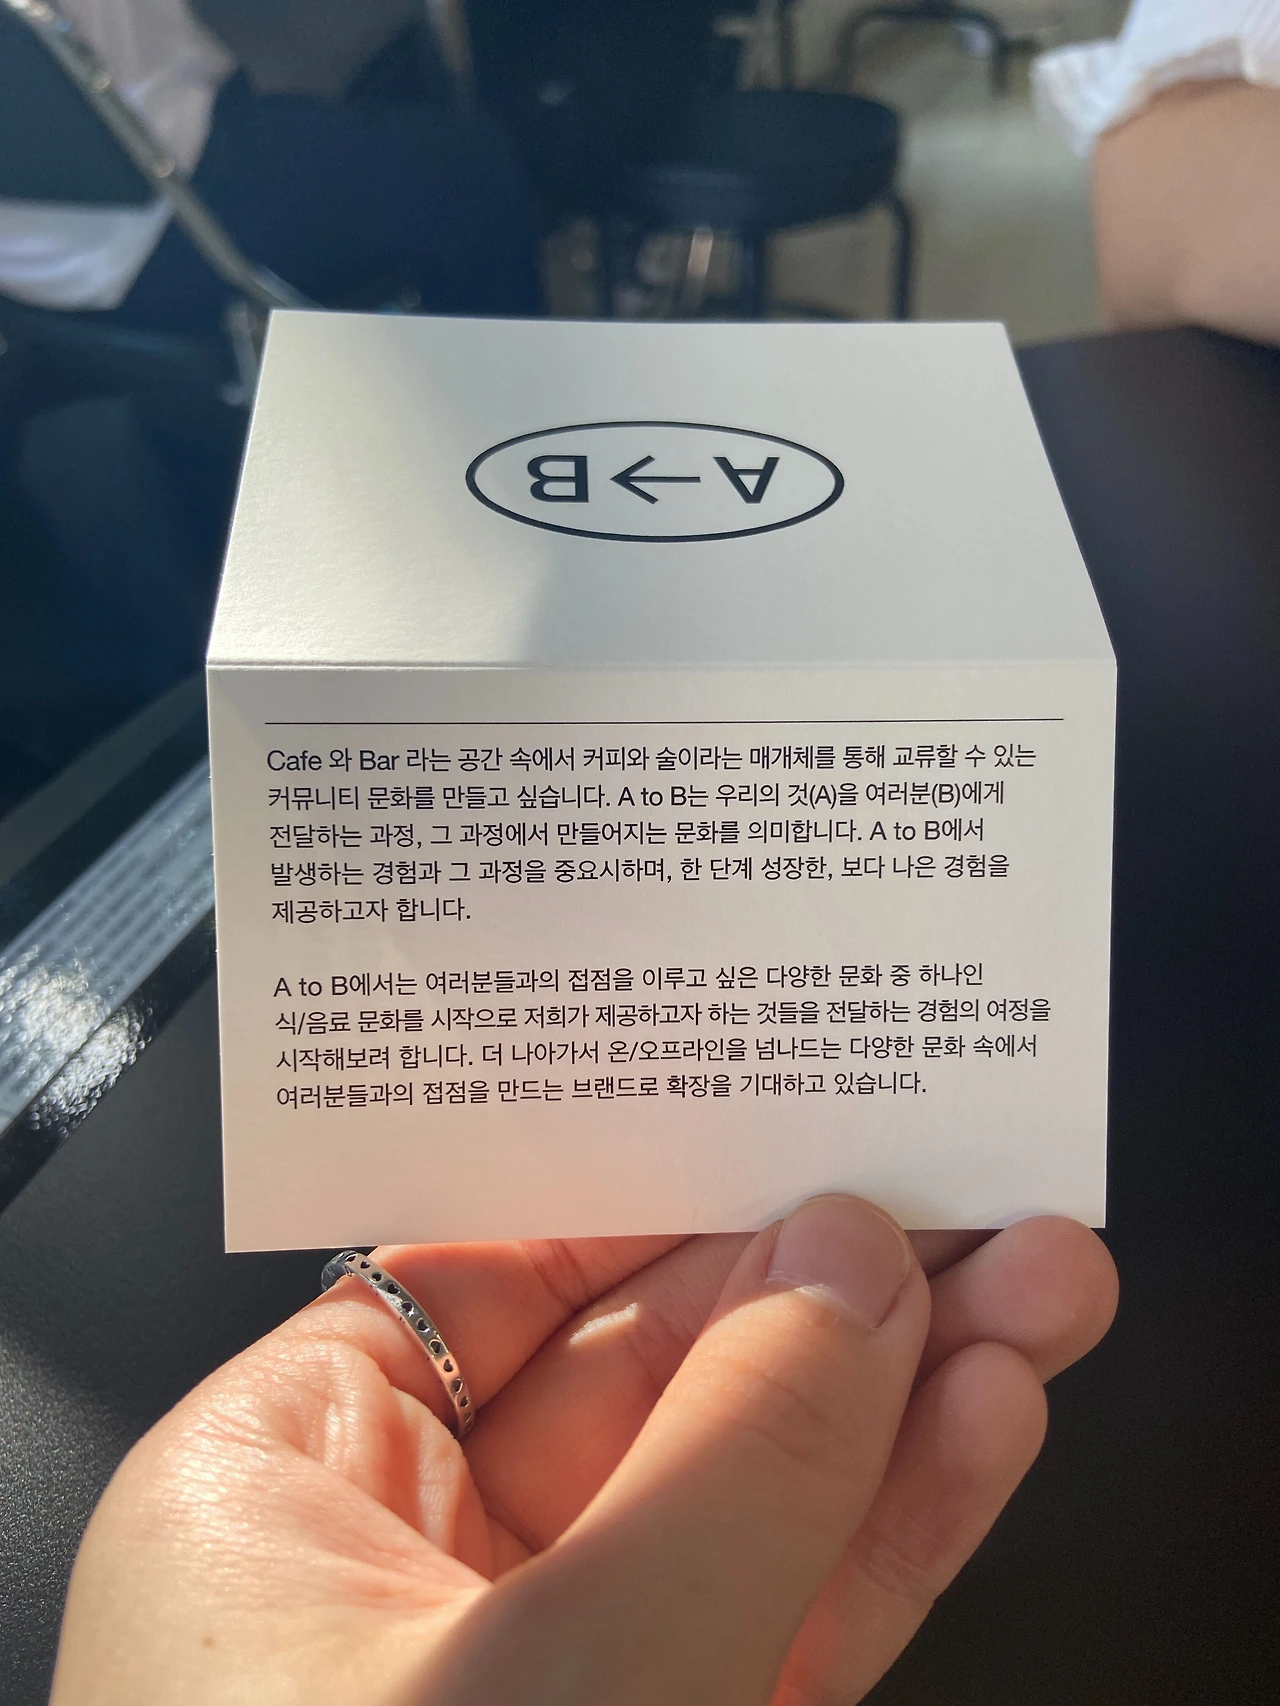 A→B
Cafe 와 Bar 라는 공간 속에서 커피와 술이라는 매개체를 통해 교류할 수 있는
커뮤니티 문화를 만들고 싶습니다. A to B는 우리의 것(A)을 여러분(B)에게
전달하는 과정, 그 과정에서 만들어지는 문화를 의미합니다. A to B에서
발생하는 경험과 그 과정을 중요시하며, 한 단계 성장한, 보다 나은 경험을
제공하고자 합니다.
A to B에서는 여러분들과의 접점을 이루고 싶은 다양한 문화 중 하나인
식/음료 문화를 시작으로 저희가 제공하고자 하는 것들을 전달하는 경험의 여정을
시작해보려 합니다. 더 나아가서 온/오프라인을 넘나드는 다양한 문화 속에서
여러분들과의 접점을 만드는 브랜드로 확장을 기대하고 있습니다.